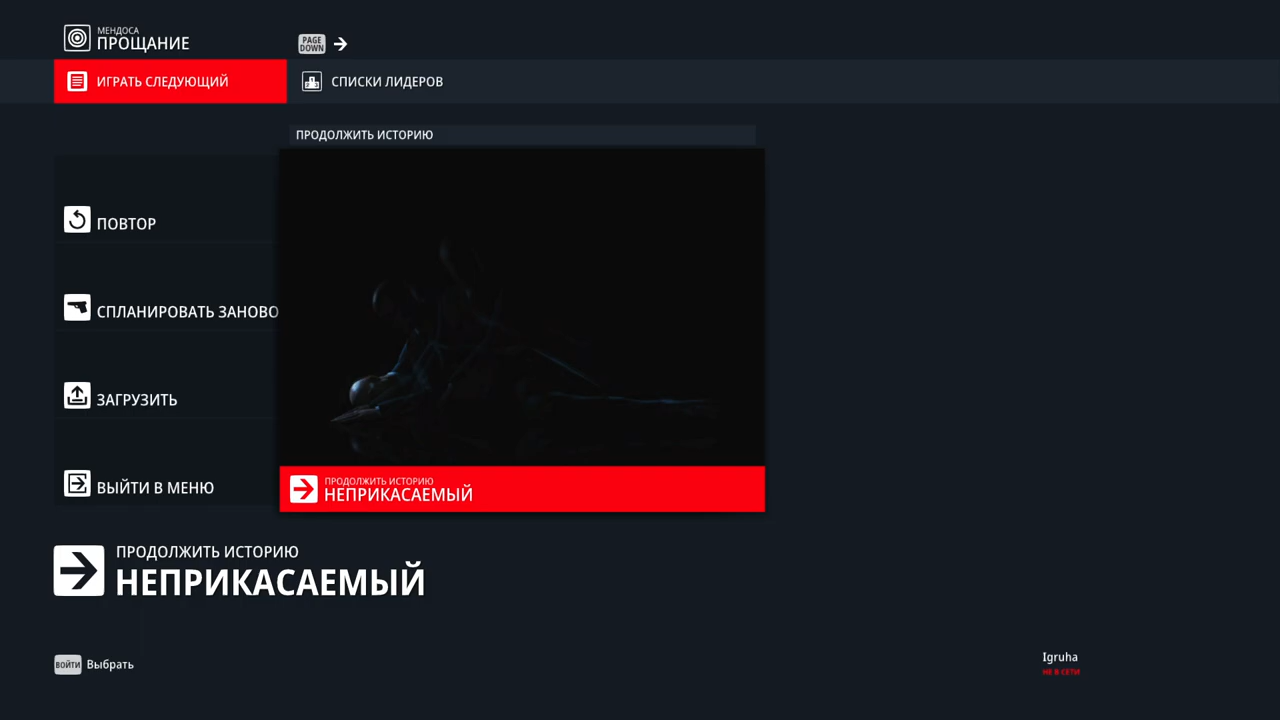 МЕНДОСА
ПРОЩАНИЕ
PAGE DOWN
ИГРАТЬ СЛЕДУЮЩИЙ
СПИСКИ ЛИДЕРОВ
ПРОДОЛЖИТЬ ИСТОРИЮ
ПОВТОР
СПЛАНИРОВАТЬ ЗАНОВО
ЗАГРУЗИТЬ
ВЫЙТИ В МЕНЮ
ПРОДОЛЖИТЬ ИСТОРИЮ
НЕПРИКАСАЕМЫЙ
ПРОДОЛЖИТЬ ИСТОРИЮ
НЕПРИКАСАЕМЫЙ
ВОЙТИ Выбрать
Igruha
НЕ В СЕТИ